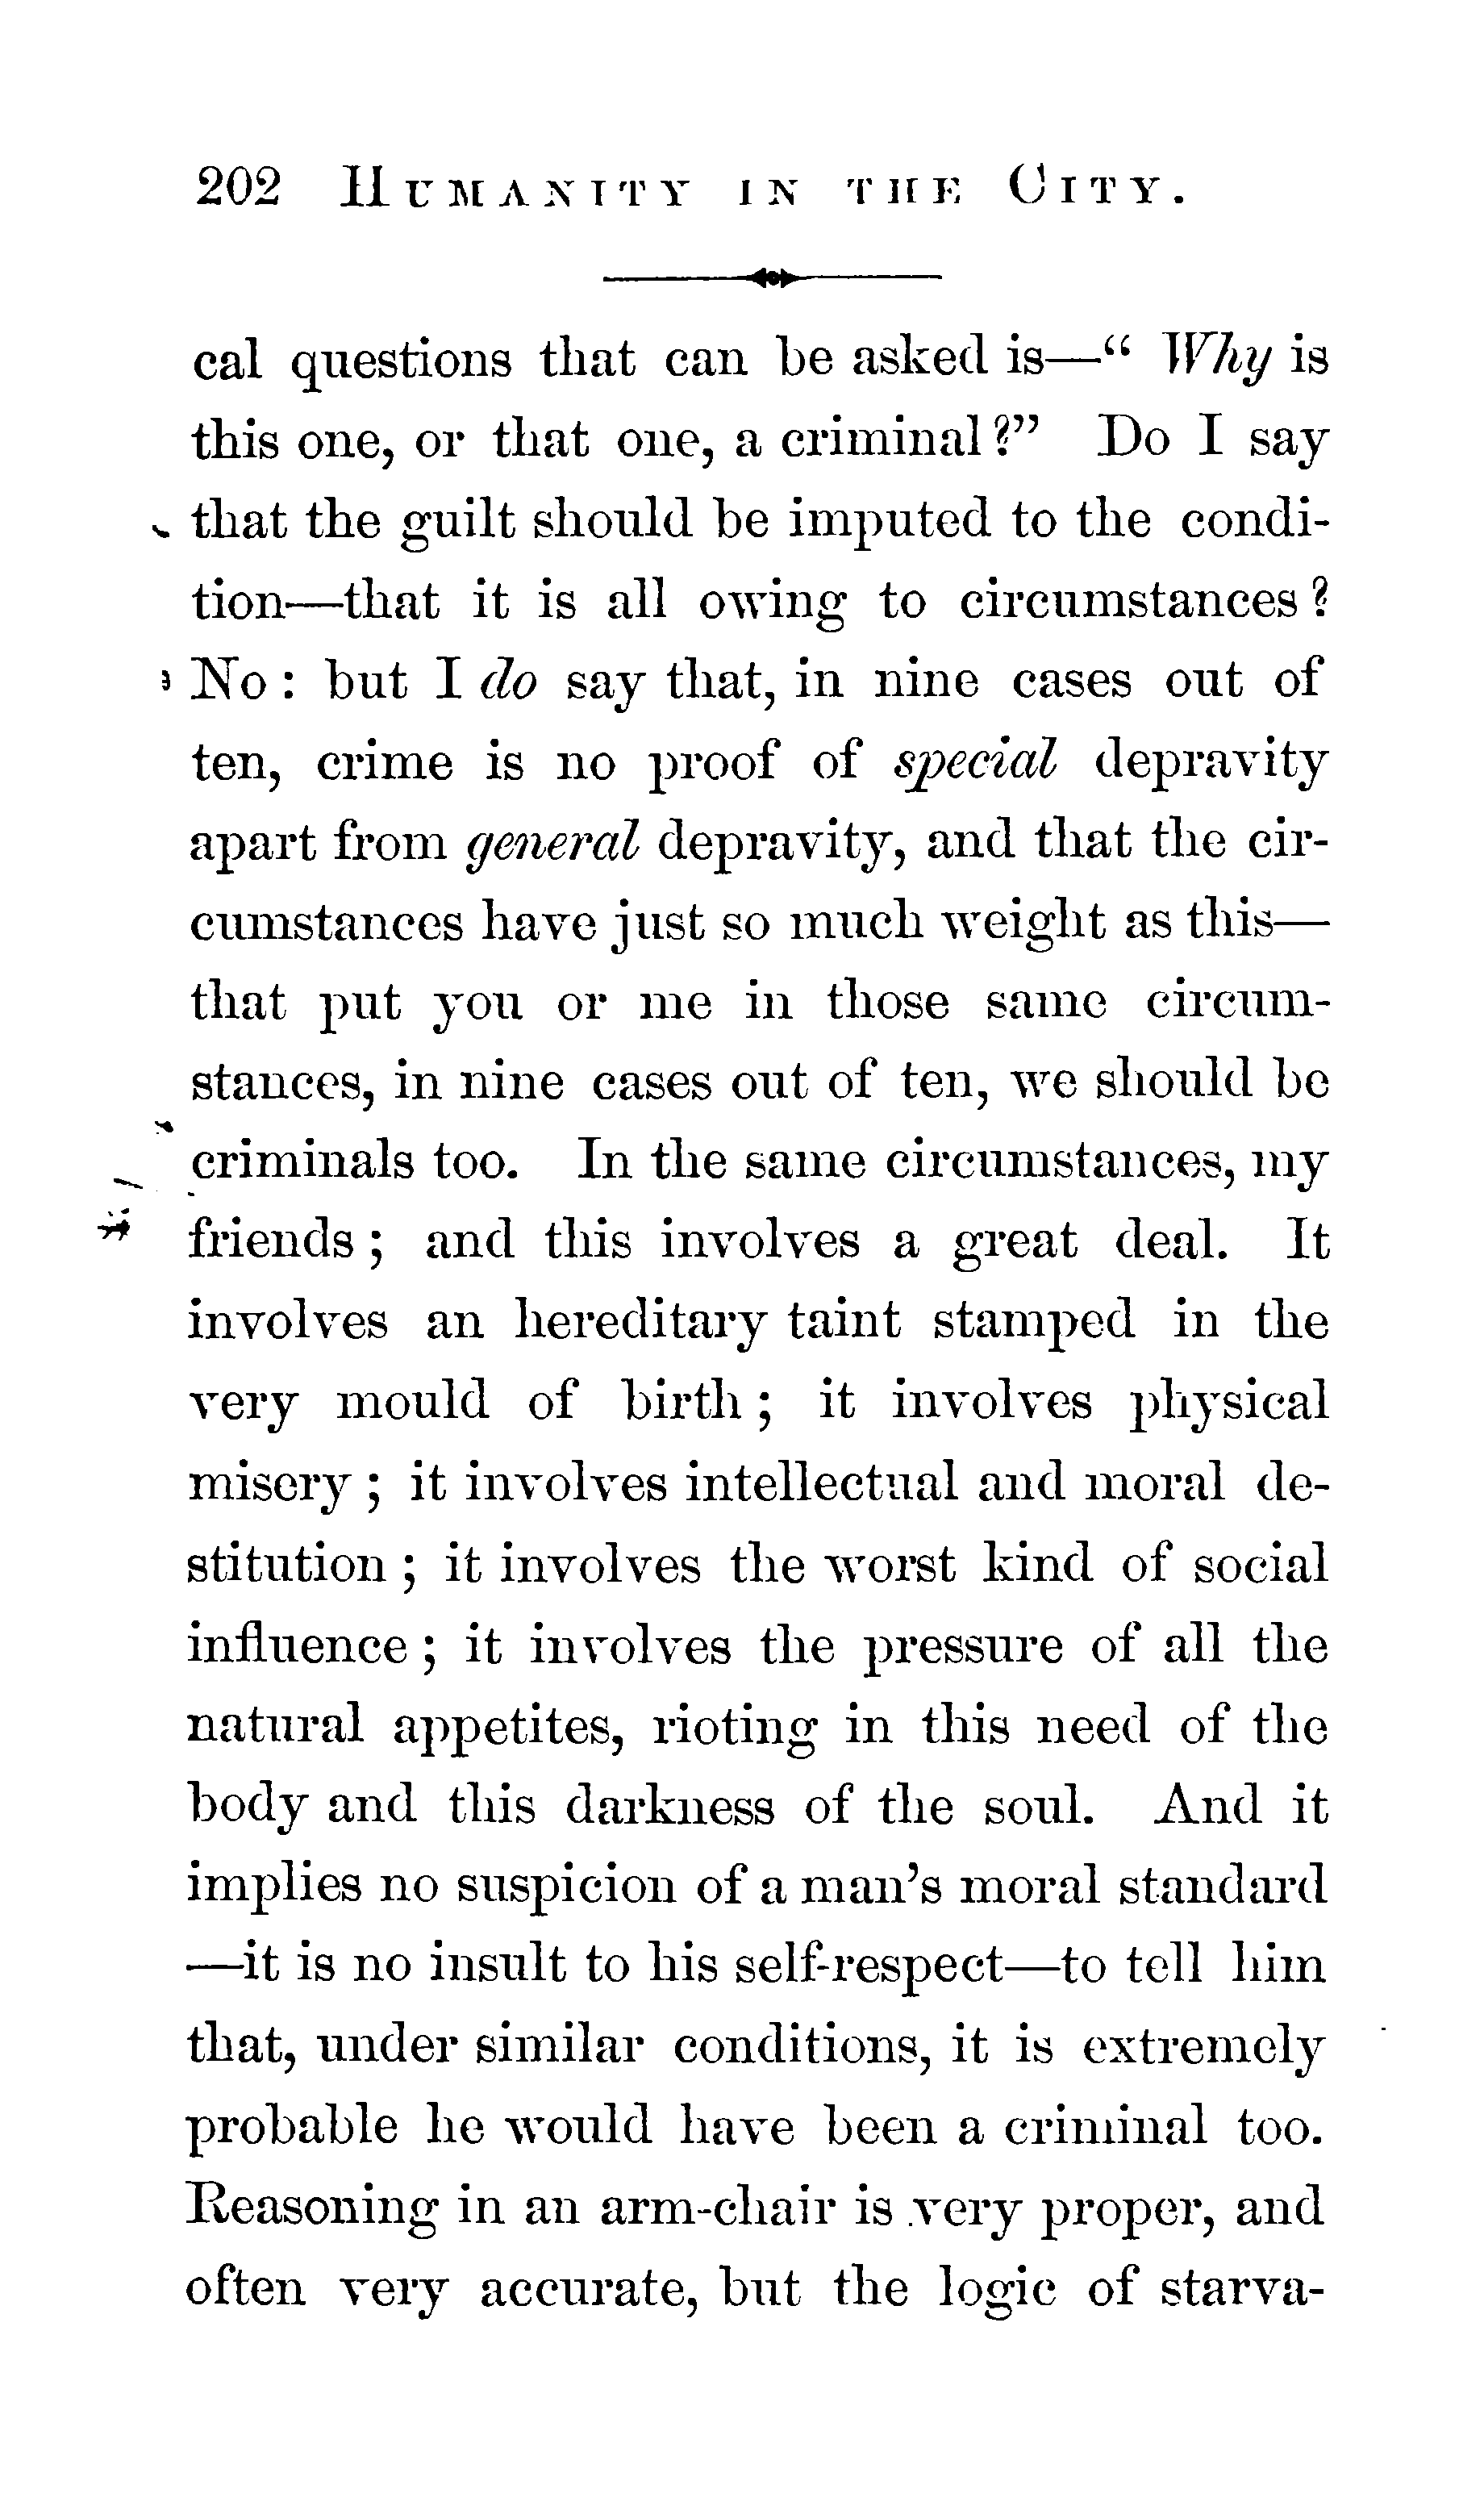 202 HUMANITY IN THE CITY.
cal questions that can be asked is—“ Why is
this one, or that one, a criminal ?” Do I say
that the guilt should be imputed to the condi-
tion—that it is all owing to circumstances ?
No : but I do say that, in nine cases out of
ten, crime is no proof of special depravity
apart from general depravity, and that the cir-
cumstances have just so much weight as this—
that put you or me in those same circum-
stances, in nine cases out of ten, we should be
criminals too. In the same circumstances, my
friends ; and this involves a great deal. It
involves an hereditary taint stamped in the
very mould of birth ; it involves physical
misery ; it involves intellectual and moral de-
stitution ; it involves the worst kind of social
influence ; it involves the pressure of all the
natural appetites, rioting in this need of the
body and this darkness of the soul. And it
implies no suspicion of a man’s moral standard
—it is no insult to his self-respect—to tell him
that, under similar conditions, it is extremely
probable he would have been a criminal too.
Reasoning in an arm-chair is very proper, and
often very accurate, but the logic of starva-